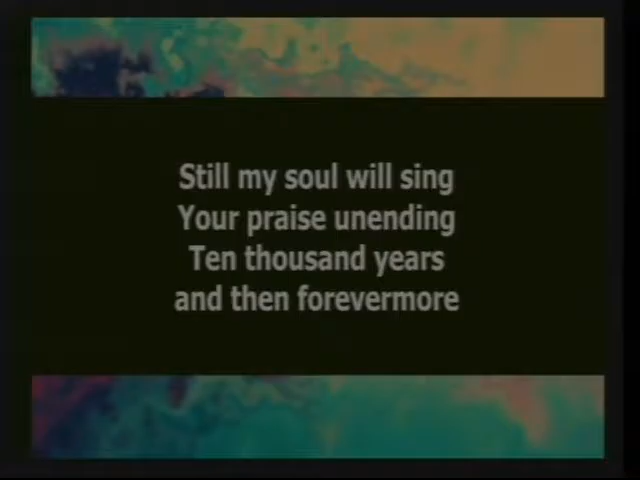 Still my soul will sing
Your praise unending
Ten thousand years
and then forevermore